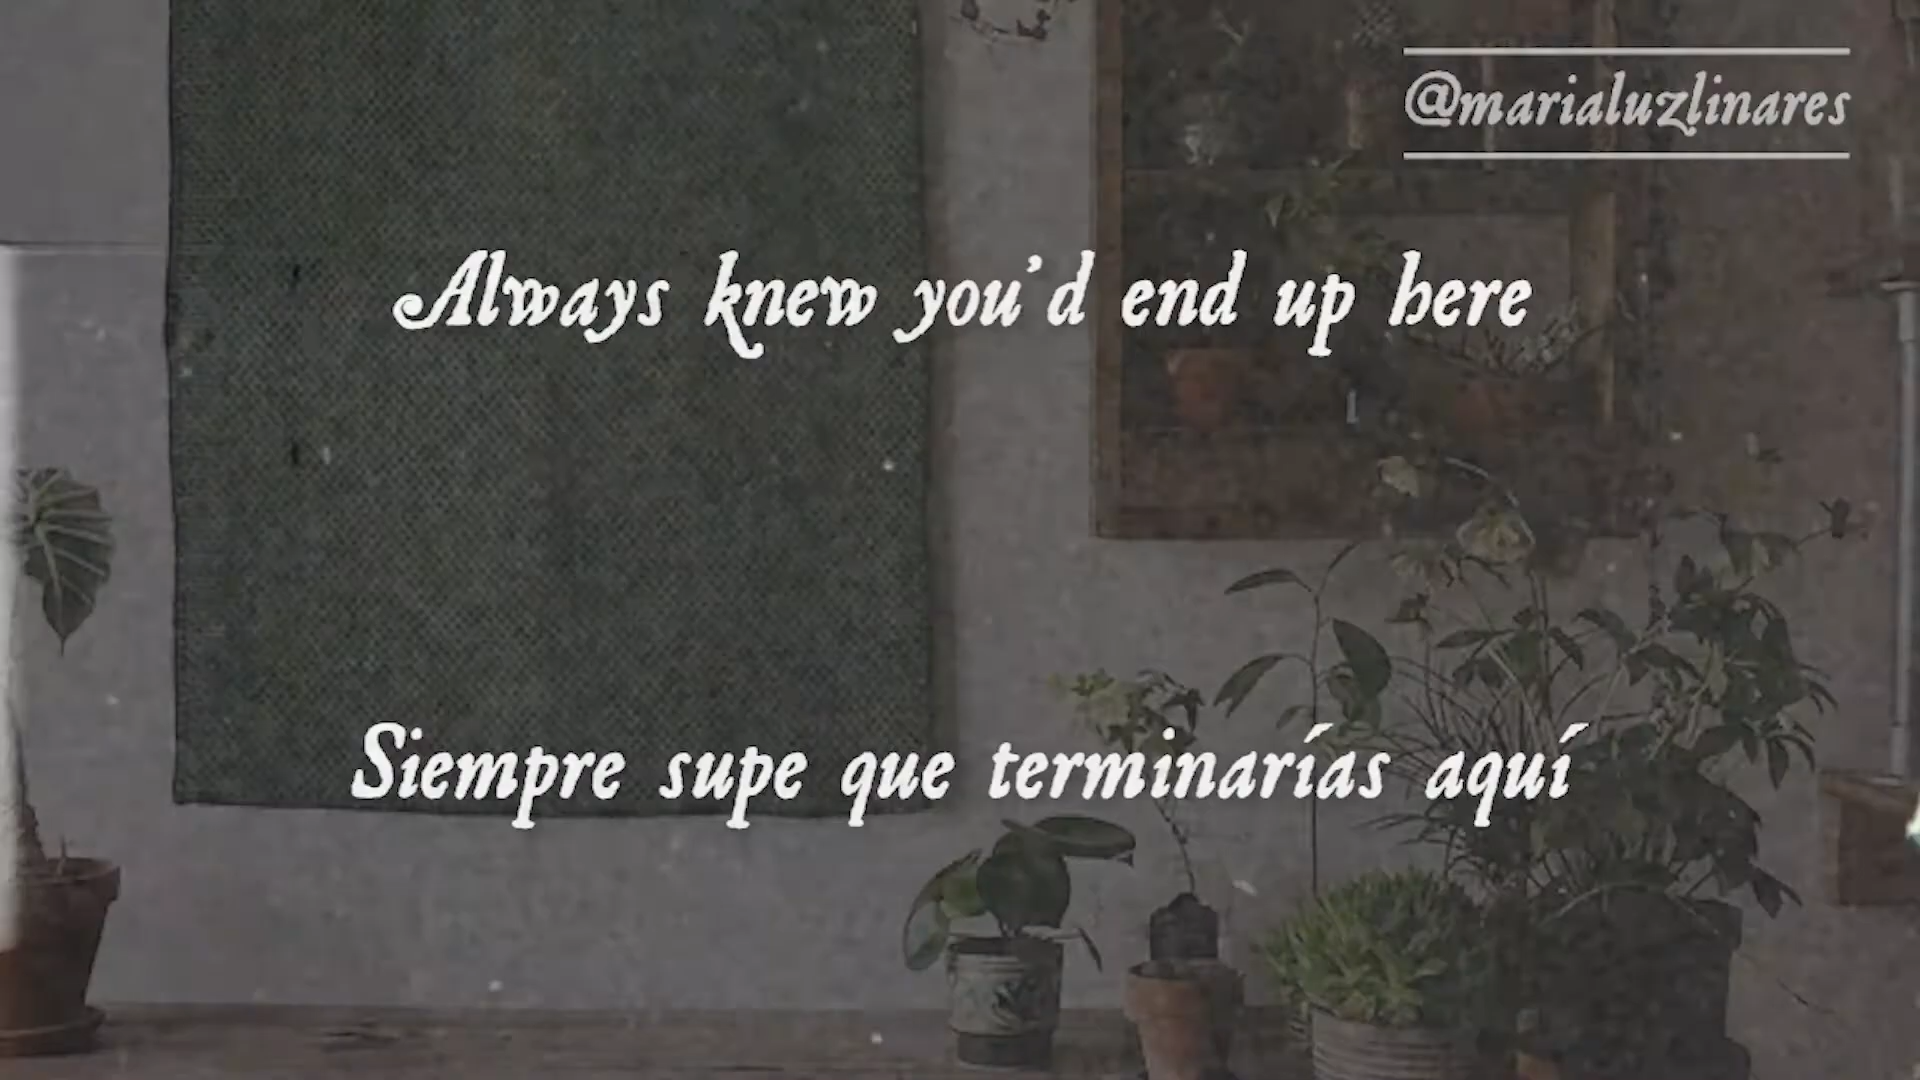 @marialuzlinares
Always knew you'd end up here
Siempre supe que terminarías aquí